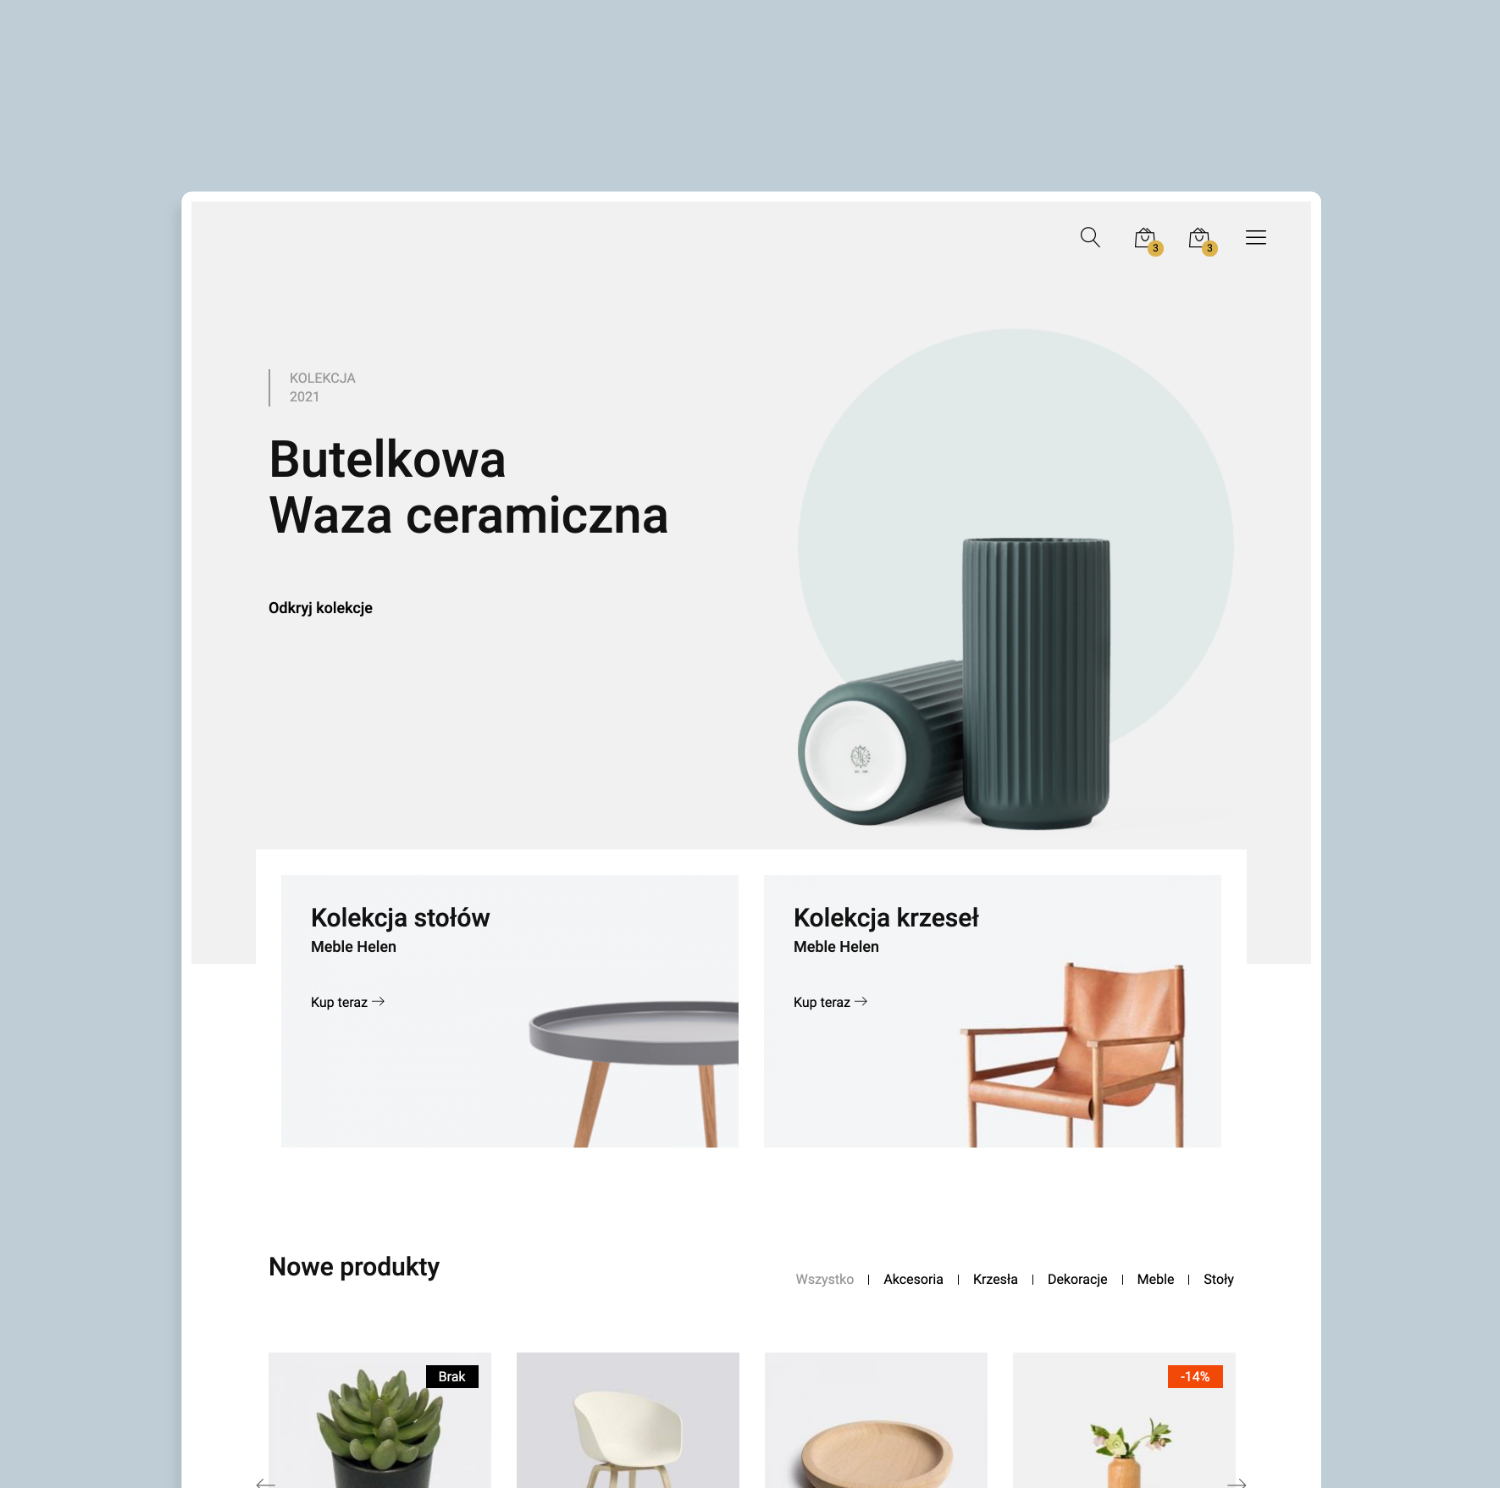 3
3
KOLEKCJA
2021
Butelkowa
Waza ceramiczna
Odkryj kolekcje
Kolekcja stołów
Meble Helen
Kup teraz
Kolekcja krzeseł
Meble Helen
Kup teraz
Nowe produkty
Wszystko | Akcesoria | Krzesła | Dekoracje | Meble | Stoły
Brak
-14%